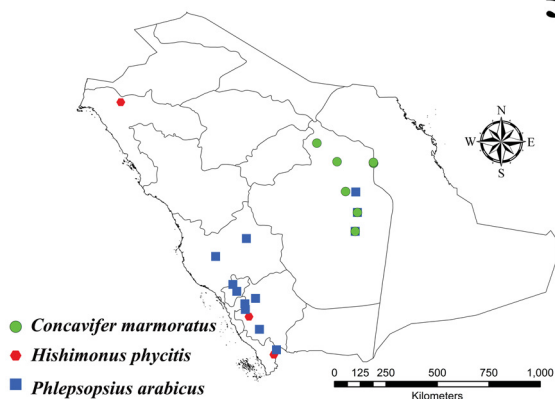 N
W E
S
Concavifer marmoratus
Hishimonus phycitis
Phlepsopsius arabicus
0 125 250 500 750 1,000
Kilometers